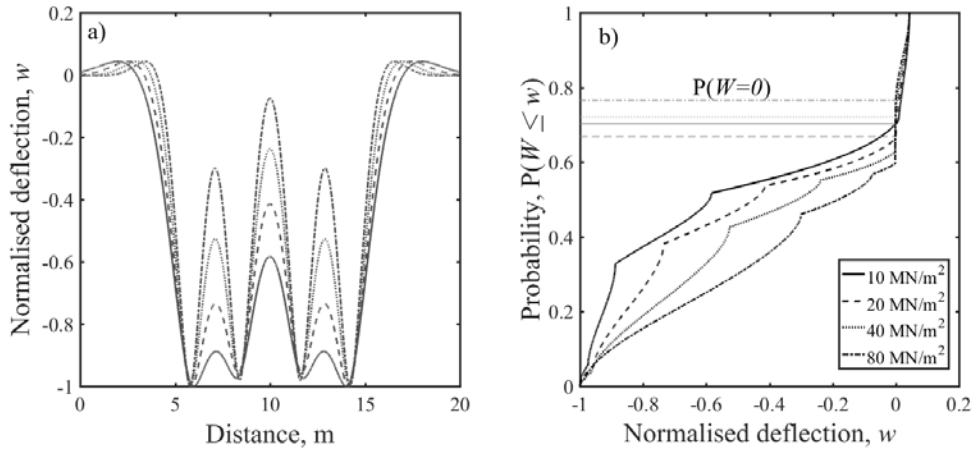 a)
Normalised deflection, w
0
-0.2
-0.4
-0.6
-0.8
-1
0
5
10
15
20
Distance, m
b)
Probability, P(W ≤ w)
1
0.8
0.6
0.4
0.2
0
P(W=0)
10 MN/m²
20 MN/m²
40 MN/m²
80 MN/m²
-1
-0.8
-0.6
-0.4
-0.2
0
0.2
Normalised deflection, w